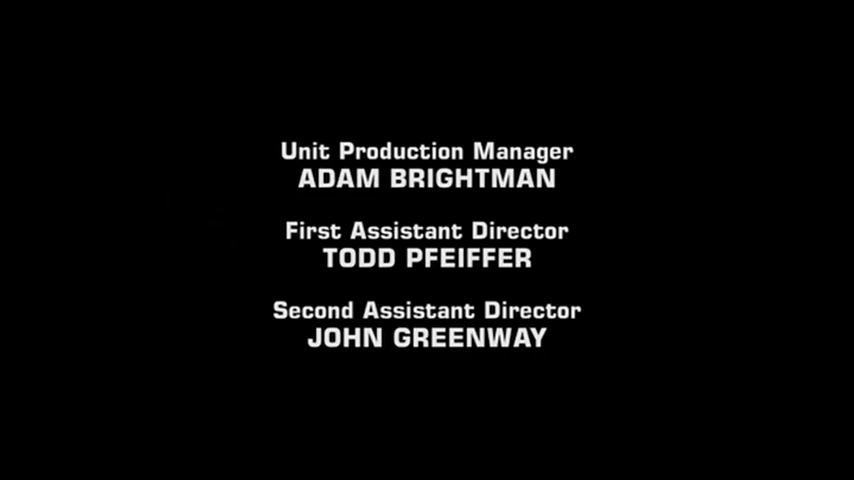 Unit Production Manager
ADAM BRIGHTMAN
First Assistant Director
TODD PFEIFFER
Second Assistant Director
JOHN GREENWAY